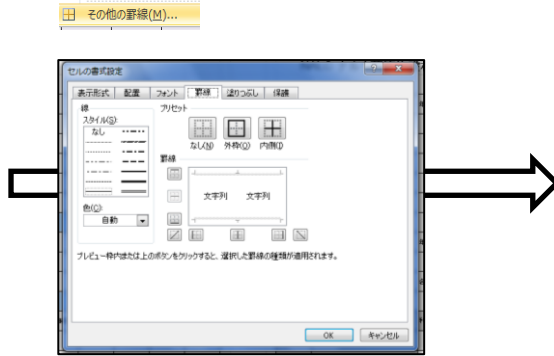 その他の罫線(M)...
セルの書式設定
表示形式 配置 フォント 罫線 塗りつぶし 保護
線
スタイル(S):
なし
色(C):
自動
プリセット
なし(N) 外枠(O) 内側(I)
罫線
文字列 文字列
プレビュー枠内または上のボタンをクリックすると、選択した罫線の種類が適用されます。
OK キャンセル